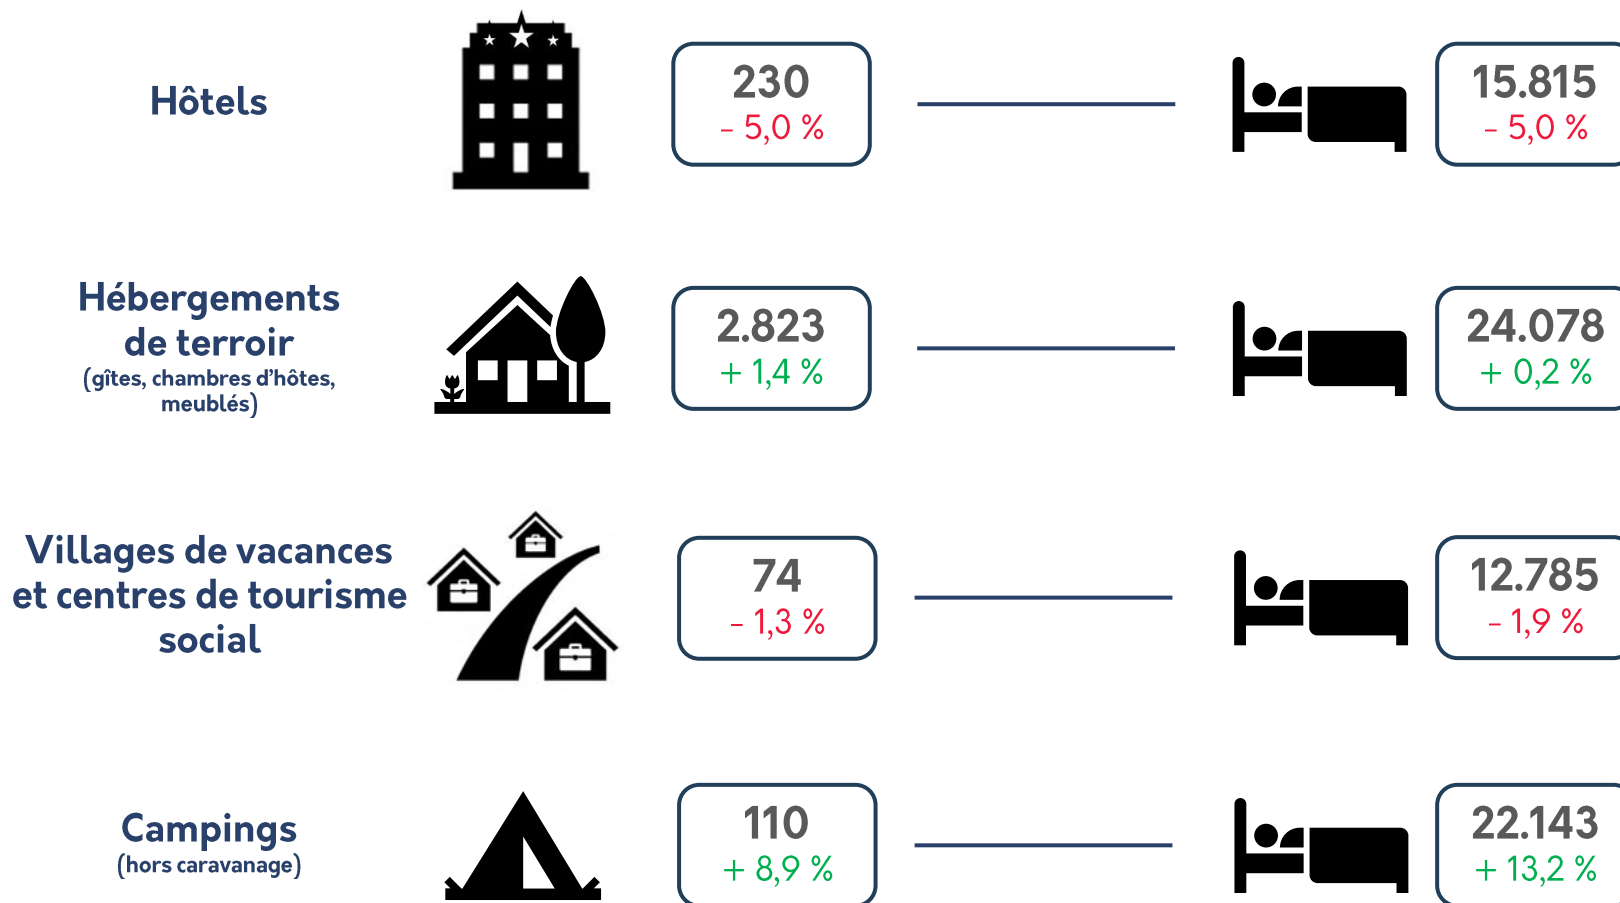 Hôtels
230
- 5,0 %
15.815
- 5,0 %
Hébergements
de terroir
(gîtes, chambres d'hôtes,
meublés)
2.823
+ 1,4 %
24.078
+ 0,2 %
Villages de vacances
et centres de tourisme
social
74
- 1,3 %
12.785
- 1,9 %
Campings
(hors caravanage)
110
+ 8,9 %
22.143
+ 13,2 %